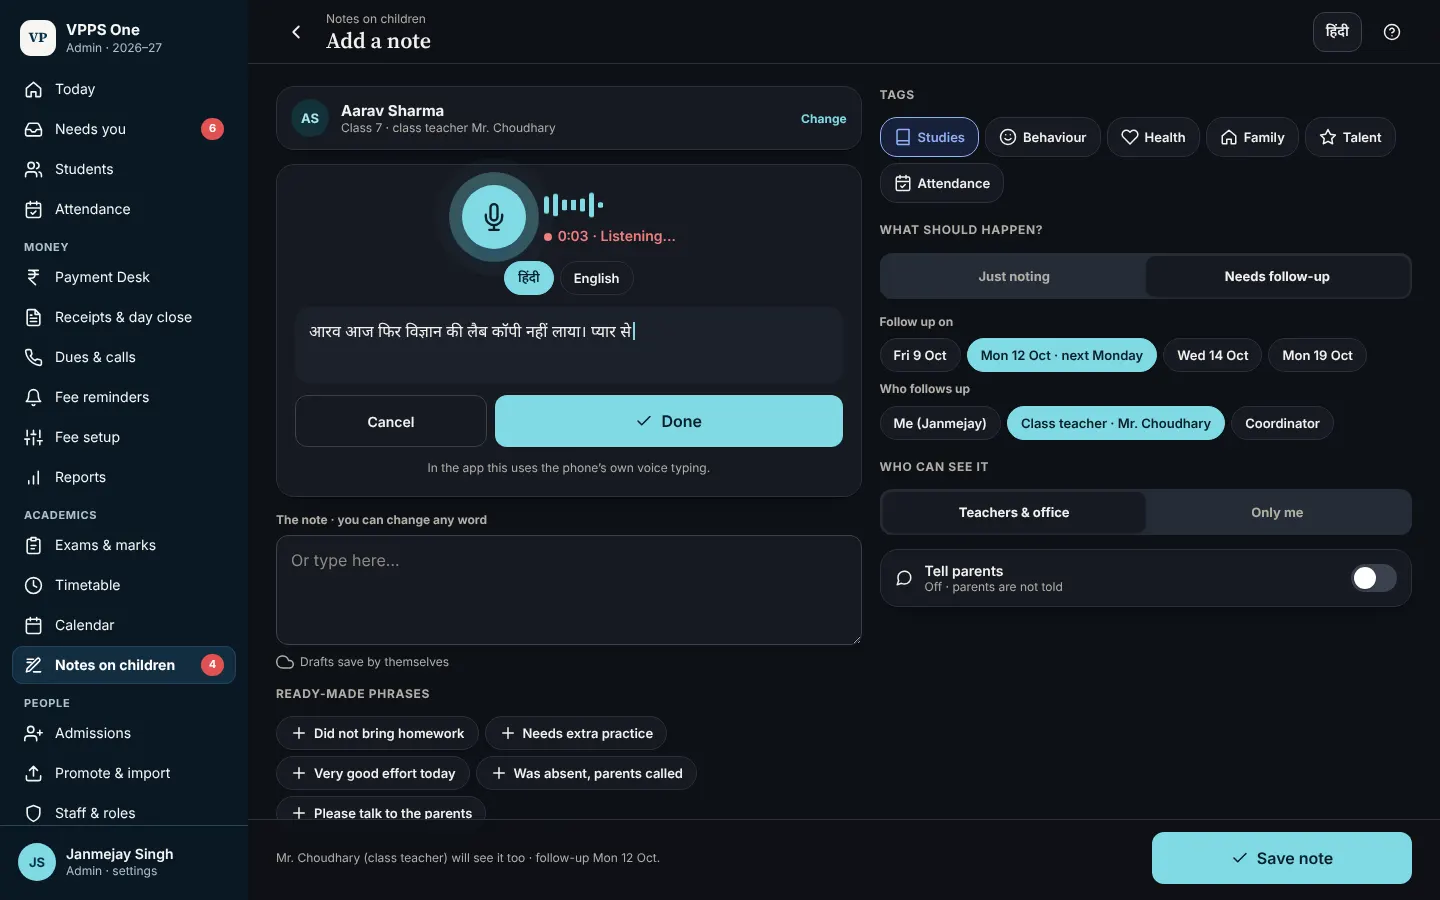 VP
VPPS One
Admin · 2026–27
Today
Needs you
6
Students
Attendance
MONEY
Payment Desk
Receipts & day close
Dues & calls
Fee reminders
Fee setup
Reports
ACADEMICS
Exams & marks
Timetable
Calendar
Notes on children
4
PEOPLE
Admissions
Promote & import
Staff & roles
JS
Janmejay Singh
Admin · settings
Notes on children
Add a note
हिंदी
AS
Aarav Sharma
Class 7 · class teacher Mr. Choudhary
Change
0:03 · Listening...
हिंदी
English
आरव आज फिर विज्ञान की लैब कॉपी नहीं लाया। प्यार से
Cancel
Done
In the app this uses the phone's own voice typing.
The note · you can change any word
Or type here...
Drafts save by themselves
READY-MADE PHRASES
Did not bring homework
Needs extra practice
Very good effort today
Was absent, parents called
Please talk to the parents
TAGS
Studies
Behaviour
Health
Family
Talent
Attendance
WHAT SHOULD HAPPEN?
Just noting
Needs follow-up
Follow up on
Fri 9 Oct
Mon 12 Oct · next Monday
Wed 14 Oct
Mon 19 Oct
Who follows up
Me (Janmejay)
Class teacher · Mr. Choudhary
Coordinator
WHO CAN SEE IT
Teachers & office
Only me
Tell parents
Off · parents are not told
Mr. Choudhary (class teacher) will see it too · follow-up Mon 12 Oct.
Save note